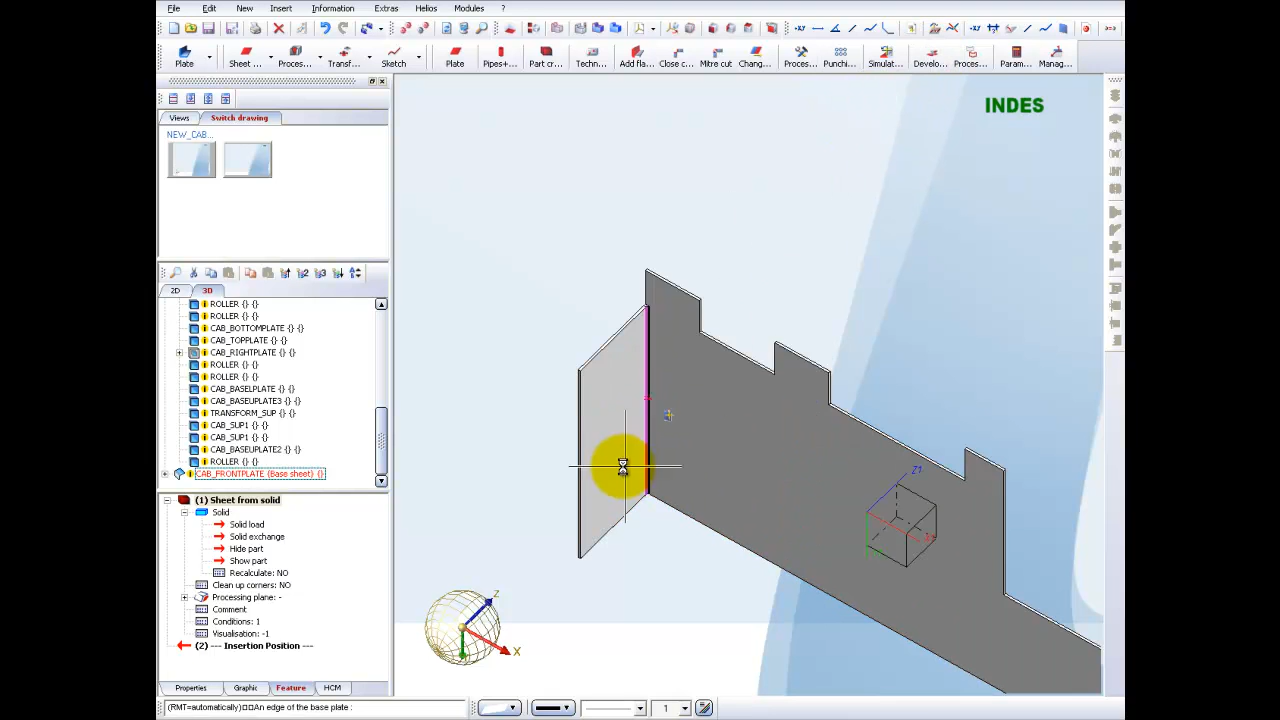 File Edit New Insert Information Extras Helios Modules ?
Plate Sheet ... Proces... Transf... Sketch Plate Pipes+... Part cr... Techn... Add fla... Close c... Mitre cut Chang... Proces... Punchi... Simulat... Develo... Proces... Param... Manag...
INDES
Views Switch drawing
NEW_CAB...
2D 3D
ROLLER {} {}
ROLLER {} {}
CAB_BOTTOMPLATE {} {}
CAB_TOPPLATE {} {}
CAB_RIGHTPLATE {} {}
ROLLER {} {}
ROLLER {} {}
CAB_BASELPLATE {} {}
CAB_BASEUPLATE3 {} {}
TRANSFORM_SUP {} {}
CAB_SUP1 {} {}
CAB_SUP1 {} {}
CAB_BASEUPLATE2 {} {}
ROLLER {} {}
CAB_FRONTPLATE {Base sheet} {}
Z1
(1) Sheet from solid
Solid
Solid load
Solid exchange
Hide part
Show part
Recalculate: NO
Clean up corners: NO
Processing plane: -
Comment
Conditions: 1
Visualisation: -1
(2) --- Insertion Position ---
Z
X
Properties Graphic Feature HCM
(RMT=automatically)□□An edge of the base plate :
1